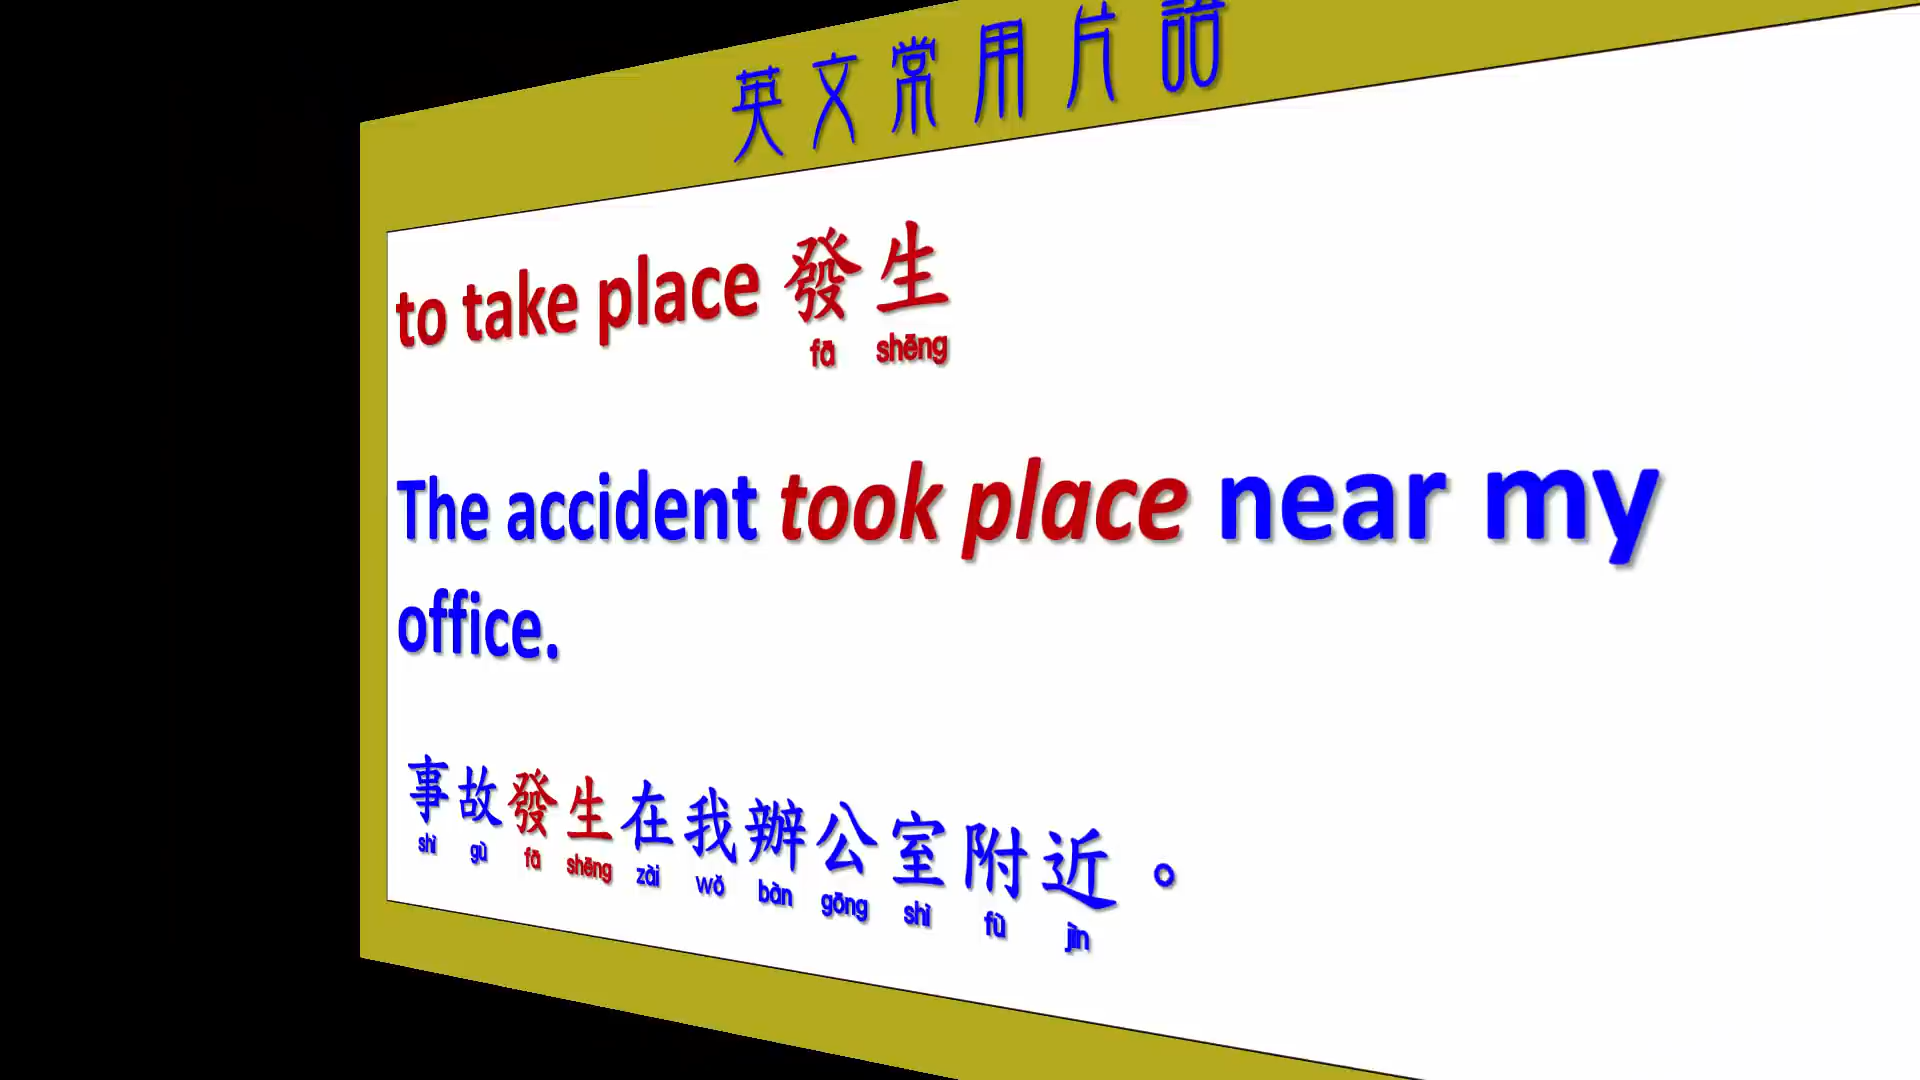 英文常用片語
to take place 發生
fā shēng
The accident took place near my
office.
事故發生在我辦公室附近。
shì gù fā shēng zài wǒ bàn gōng shì fù jìn